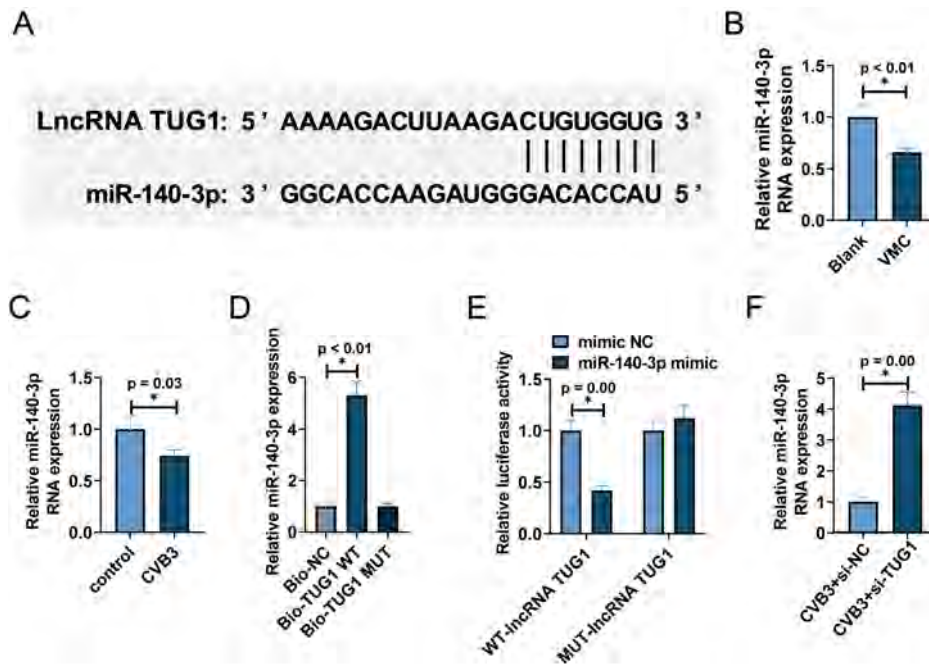 A
LncRNA TUG1: 5 ’ AAAAGACUUAAGACUGUGGUG 3 ’
miR-140-3p: 3 ’ GGCACCAAGAUGGGACACCAU 5 ’
B
Relative miR-140-3p
RNA expression
1.5
1.0
0.5
0.0
p < 0.01
*
Blank
VMC
C
Relative miR-140-3p
RNA expression
1.5
1.0
0.5
0.0
p = 0.03
*
control
CVB3
D
Relative miR-140-3p expression
6
4
2
0
p < 0.01
*
Bio-NC
Bio-TUG1 WT
Bio-TUG1 MUT
E
mimic NC
miR-140-3p mimic
Relative luciferase activity
1.5
1.0
0.5
0.0
p = 0.00
*
WT-lncRNA TUG1
MUT-lncRNA TUG1
F
Relative miR-140-3p
RNA expression
5
4
3
2
1
0
p = 0.00
*
CVB3+si-NC
CVB3+si-TUG1